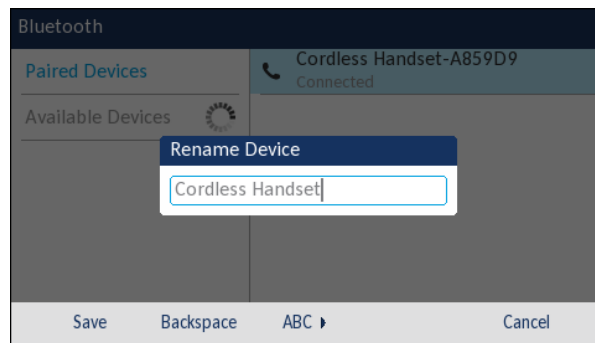 Bluetooth
Paired Devices
Cordless Handset-A859D9
Connected
Available Devices
Rename Device
Cordless Handset
Save Backspace ABC Cancel